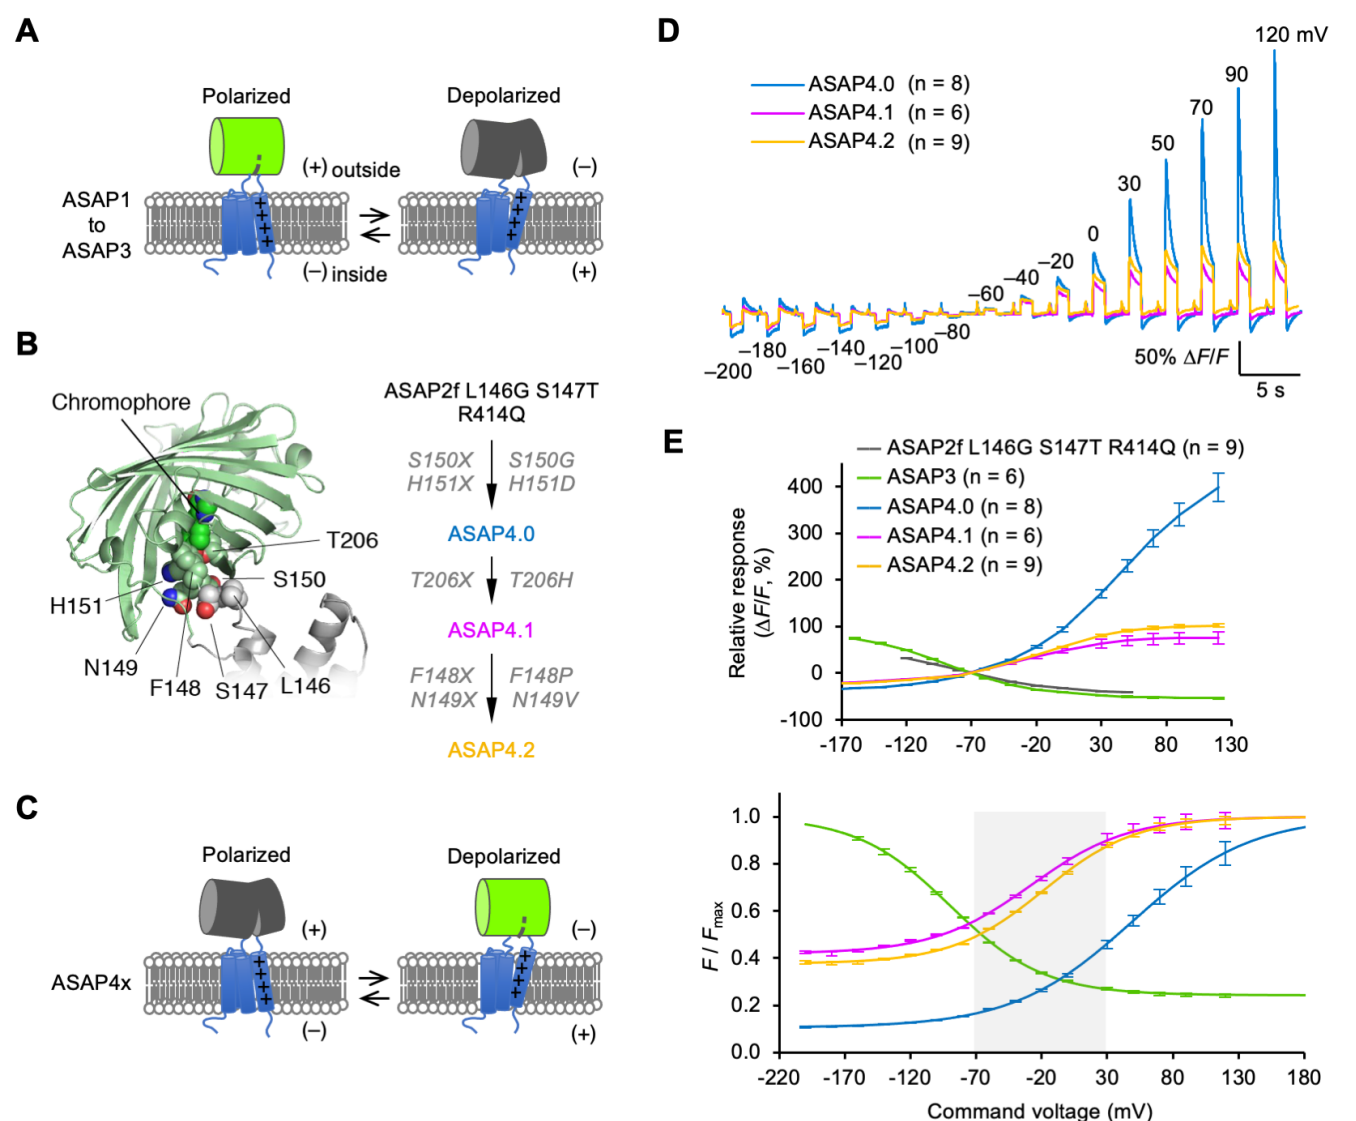 A
Polarized
Depolarized
(+) outside
(−)
ASAP1
to
ASAP3
(−) inside
(+)
+
+
+
+
+
+
+
+
B
Chromophore
T206
S150
H151
N149
F148
S147
L146
ASAP2f L146G S147T
R414Q
S150X S150G
H151X H151D
ASAP4.0
T206X T206H
ASAP4.1
F148X F148P
N149X N149V
ASAP4.2
C
Polarized
Depolarized
(+)
(−)
ASAP4x
(−)
(+)
+
+
+
+
+
+
+
+
D
ASAP4.0 (n = 8)
ASAP4.1 (n = 6)
ASAP4.2 (n = 9)
120 mV
90
70
50
30
0
−20
−40
−60
−80
−100
−120
−140
−160
−180
−200
50% ΔF/F
5 s
E
ASAP2f L146G S147T R414Q (n = 9)
ASAP3 (n = 6)
ASAP4.0 (n = 8)
ASAP4.1 (n = 6)
ASAP4.2 (n = 9)
Relative response
(ΔF/F, %)
400
300
200
100
0
-100
-170 -120 -70 -20 30 80 130
F / Fmax
1.0
0.8
0.6
0.4
0.2
0.0
-220 -170 -120 -70 -20 30 80 130 180
Command voltage (mV)